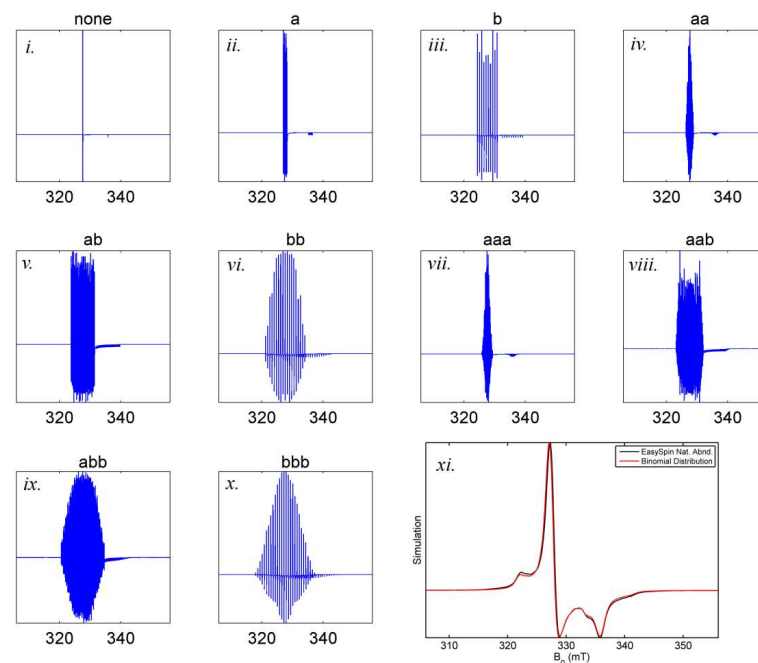 none
i.
320 340
a
ii.
320 340
b
iii.
320 340
aa
iv.
320 340
ab
v.
320 340
bb
vi.
320 340
aaa
vii.
320 340
aab
viii.
320 340
abb
ix.
320 340
bbb
x.
320 340
xi.
EasySpin Nat. Abnd.
Binomial Distribution
Simulation
310 320 330 340 350
B0 (mT)